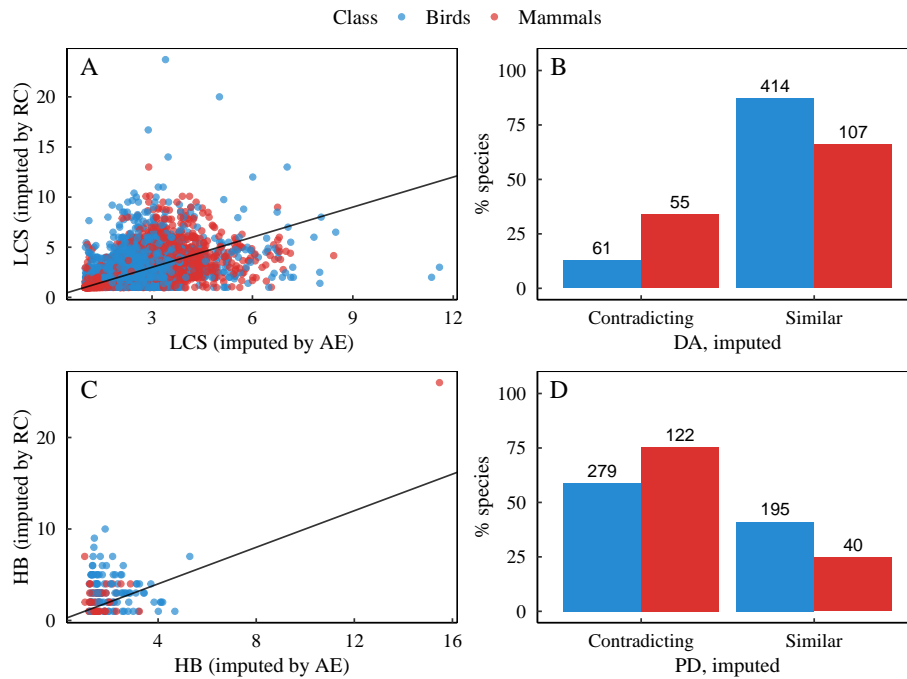 Class Birds Mammals
A
LCS (imputed by RC)
20
15
10
5
0
3 6 9 12
LCS (imputed by AE)
B
% species
100
75
50
25
0
61 55 414 107
Contradicting Similar
DA, imputed
C
HB (imputed by RC)
20
10
0
4 8 12 16
HB (imputed by AE)
D
% species
100
75
50
25
0
279 122 195 40
Contradicting Similar
PD, imputed